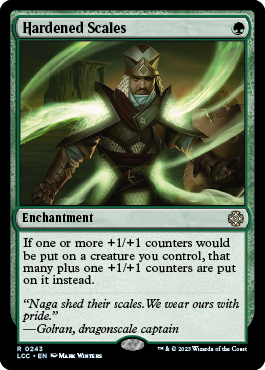 Hardened Scales
Enchantment
If one or more +1/+1 counters would
be put on a creature you control, that
many plus one +1/+1 counters are put
on it instead.
“Naga shed their scales. We wear ours with
pride.”
—Golran, dragonscale captain
R 0243
LCC • EN Mark Winters
™ & © 2023 Wizards of the Coast